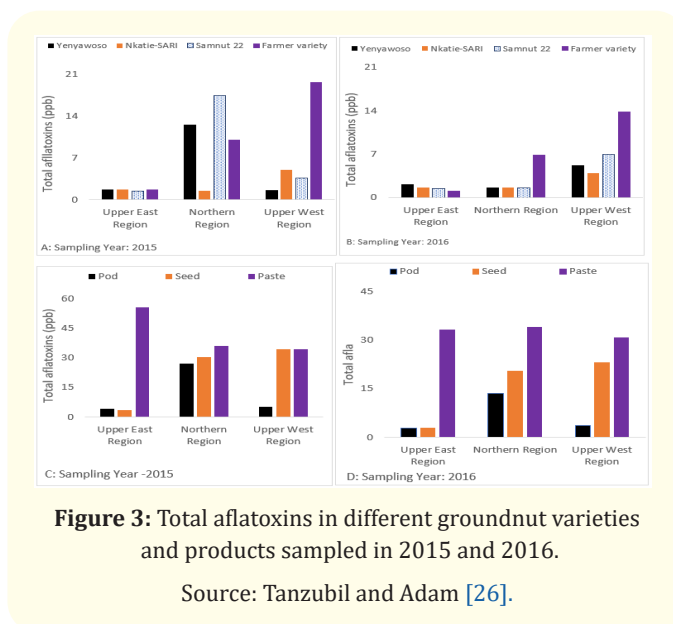 Yenyawoso Nkatie-SARI Samnut 22 Farmer variety
Total aflatoxins (ppb)
21
14
7
0
Upper East Region Northern Region Upper West Region
A: Sampling Year: 2015
Yenyawoso Nkatie-SARI Samnut 22 Farmer variety
Total aflatoxins (ppb)
21
14
7
0
Upper East Region Northern Region Upper West Region
B: Sampling Year: 2016
Pod Seed Paste
Total aflatoxins (ppb)
60
45
30
15
0
Upper East Region Northern Region Upper West Region
C: Sampling Year -2015
Pod Seed Paste
Total afla
45
30
15
0
Upper East Region Northern Region Upper West Region
D: Sampling Year: 2016
Figure 3: Total aflatoxins in different groundnut varieties
and products sampled in 2015 and 2016.
Source: Tanzubil and Adam [26].